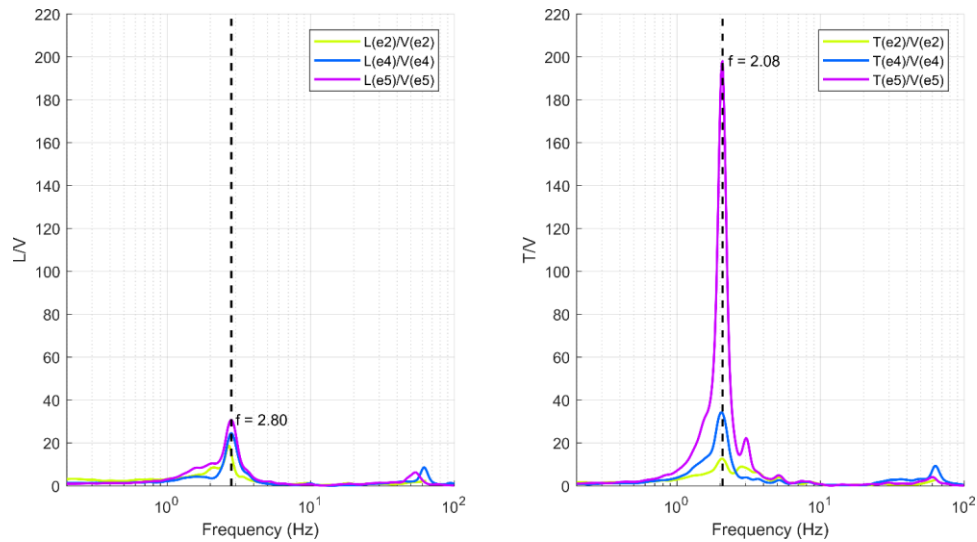 220
200
180
160
140
120
100
80
60
40
20
0
L/V
10^0
10^1
10^2
Frequency (Hz)
L(e2)/V(e2)
L(e4)/V(e4)
L(e5)/V(e5)
f = 2.80
220
200
180
160
140
120
100
80
60
40
20
0
T/V
10^0
10^1
10^2
Frequency (Hz)
T(e2)/V(e2)
T(e4)/V(e4)
T(e5)/V(e5)
f = 2.08